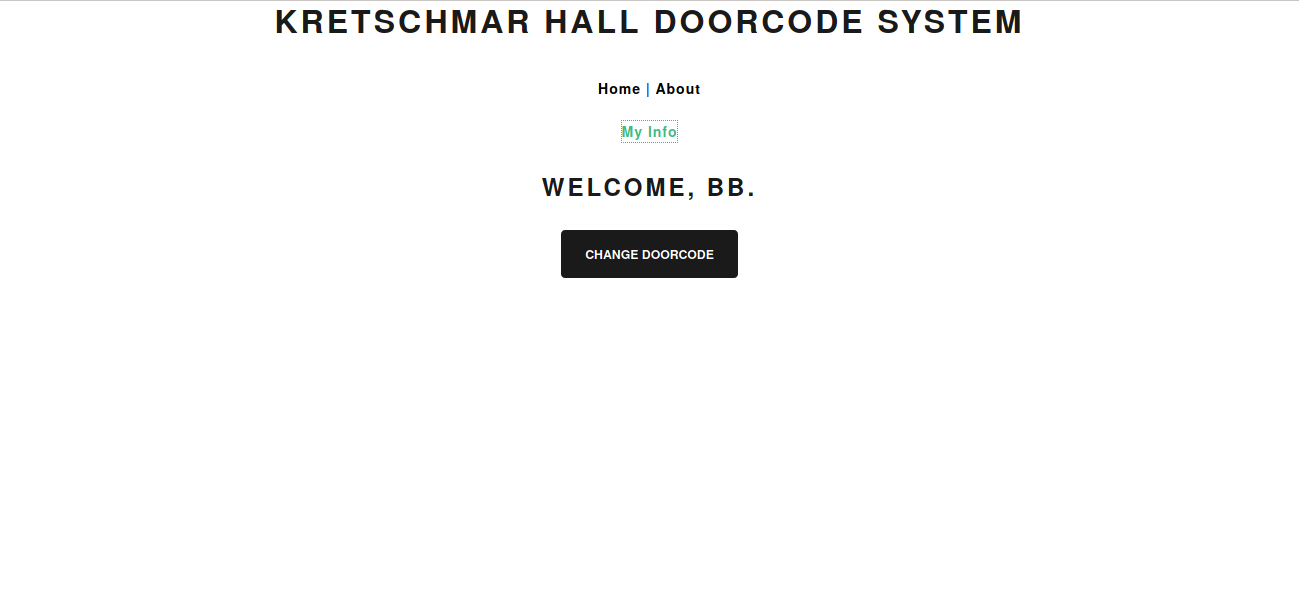 KRETSCHMAR HALL DOORCODE SYSTEM
Home | About
My Info
WELCOME, BB.
CHANGE DOORCODE